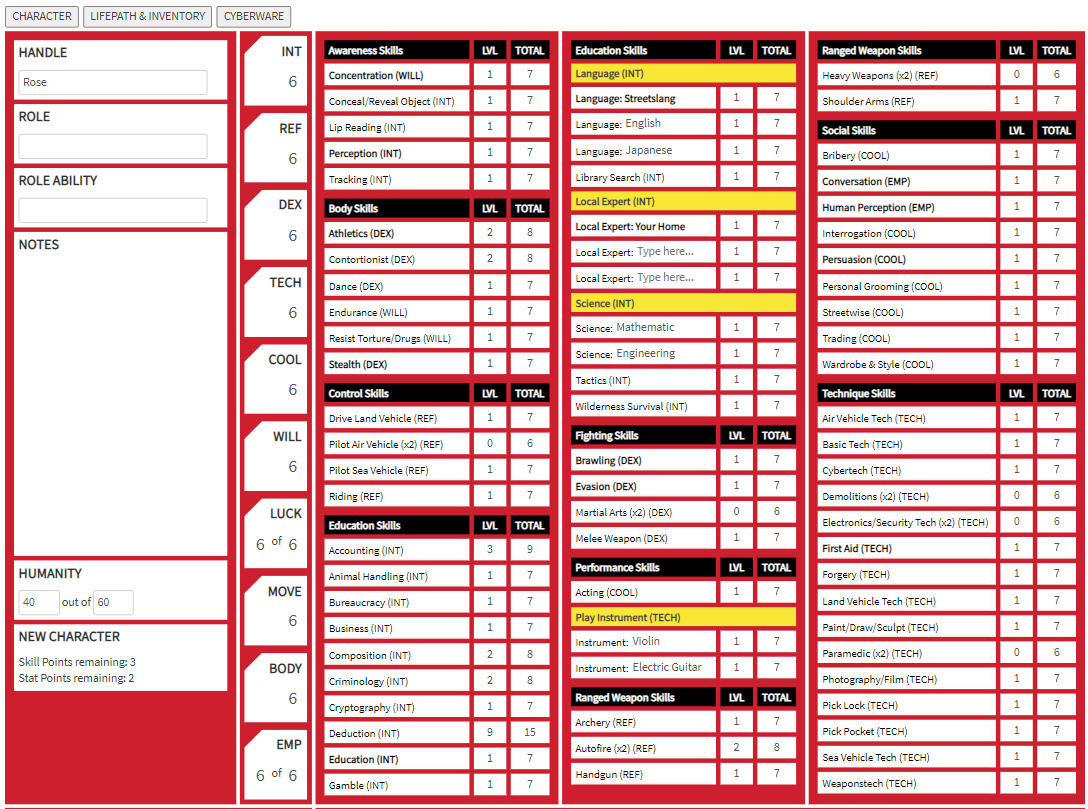 CHARACTER LIFEPATH & INVENTORY CYBERWARE
HANDLE
Rose
ROLE
ROLE ABILITY
NOTES
HUMANITY
40 out of 60
NEW CHARACTER
Skill Points remaining: 3
Stat Points remaining: 2
INT
6
REF
6
DEX
6
TECH
6
COOL
6
WILL
6
LUCK
6 of 6
MOVE
6
BODY
6
EMP
6 of 6
Awareness Skills LVL TOTAL
Concentration (WILL) 1 7
Conceal/Reveal Object (INT) 1 7
Lip Reading (INT) 1 7
Perception (INT) 1 7
Tracking (INT) 1 7
Body Skills LVL TOTAL
Athletics (DEX) 2 8
Contortionist (DEX) 2 8
Dance (DEX) 1 7
Endurance (WILL) 1 7
Resist Torture/Drugs (WILL) 1 7
Stealth (DEX) 1 7
Control Skills LVL TOTAL
Drive Land Vehicle (REF) 1 7
Pilot Air Vehicle (x2) (REF) 0 6
Pilot Sea Vehicle (REF) 1 7
Riding (REF) 1 7
Education Skills LVL TOTAL
Accounting (INT) 3 9
Animal Handling (INT) 1 7
Bureaucracy (INT) 1 7
Business (INT) 1 7
Composition (INT) 2 8
Criminology (INT) 2 8
Cryptography (INT) 1 7
Deduction (INT) 9 15
Education (INT) 1 7
Gamble (INT) 1 7
Education Skills LVL TOTAL
Language (INT)
Language: Streetslang 1 7
Language: English 1 7
Language: Japanese 1 7
Library Search (INT) 1 7
Local Expert (INT)
Local Expert: Your Home 1 7
Local Expert: Type here... 1 7
Local Expert: Type here... 1 7
Science (INT)
Science: Mathematic 1 7
Science: Engineering 1 7
Tactics (INT) 1 7
Wilderness Survival (INT) 1 7
Fighting Skills LVL TOTAL
Brawling (DEX) 1 7
Evasion (DEX) 1 7
Martial Arts (x2) (DEX) 0 6
Melee Weapon (DEX) 1 7
Performance Skills LVL TOTAL
Acting (COOL) 1 7
Play Instrument (TECH)
Instrument: Violin 1 7
Instrument: Electric Guitar 1 7
Ranged Weapon Skills LVL TOTAL
Archery (REF) 1 7
Autofire (x2) (REF) 2 8
Handgun (REF) 1 7
Ranged Weapon Skills LVL TOTAL
Heavy Weapons (x2) (REF) 0 6
Shoulder Arms (REF) 1 7
Social Skills LVL TOTAL
Bribery (COOL) 1 7
Conversation (EMP) 1 7
Human Perception (EMP) 1 7
Interrogation (COOL) 1 7
Persuasion (COOL) 1 7
Personal Grooming (COOL) 1 7
Streetwise (COOL) 1 7
Trading (COOL) 1 7
Wardrobe & Style (COOL) 1 7
Technique Skills LVL TOTAL
Air Vehicle Tech (TECH) 1 7
Basic Tech (TECH) 1 7
Cybertech (TECH) 1 7
Demolitions (x2) (TECH) 0 6
Electronics/Security Tech (x2) (TECH) 0 6
First Aid (TECH) 1 7
Forgery (TECH) 1 7
Land Vehicle Tech (TECH) 1 7
Paint/Draw/Sculpt (TECH) 1 7
Paramedic (x2) (TECH) 0 6
Photography/Film (TECH) 1 7
Pick Lock (TECH) 1 7
Pick Pocket (TECH) 1 7
Sea Vehicle Tech (TECH) 1 7
Weaponstech (TECH) 1 7